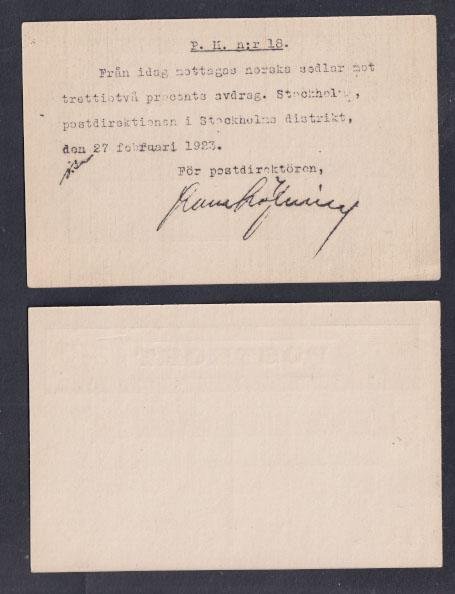 P. M. n:r 18.
Från idag mottagas norska sedlar mot
trettiotvå procents avdrag. Stockholm,
postdirektionen i Stockholms distrikt,
den 27 februari 1923.
För postdirektören,